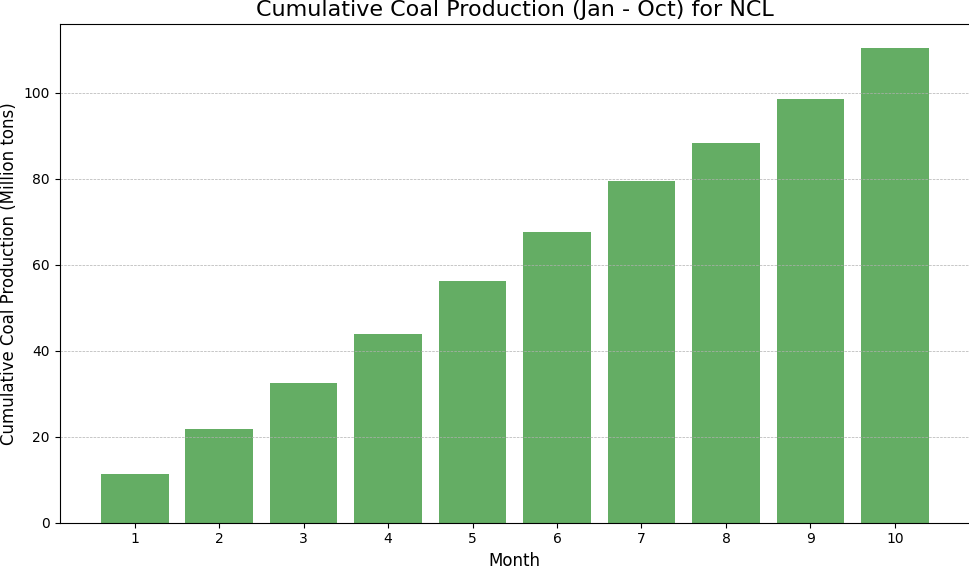 Cumulative Coal Production (Jan - Oct) for NCL
Cumulative Coal Production (Million tons)
100
80
60
40
20
0
1 2 3 4 5 6 7 8 9 10
Month